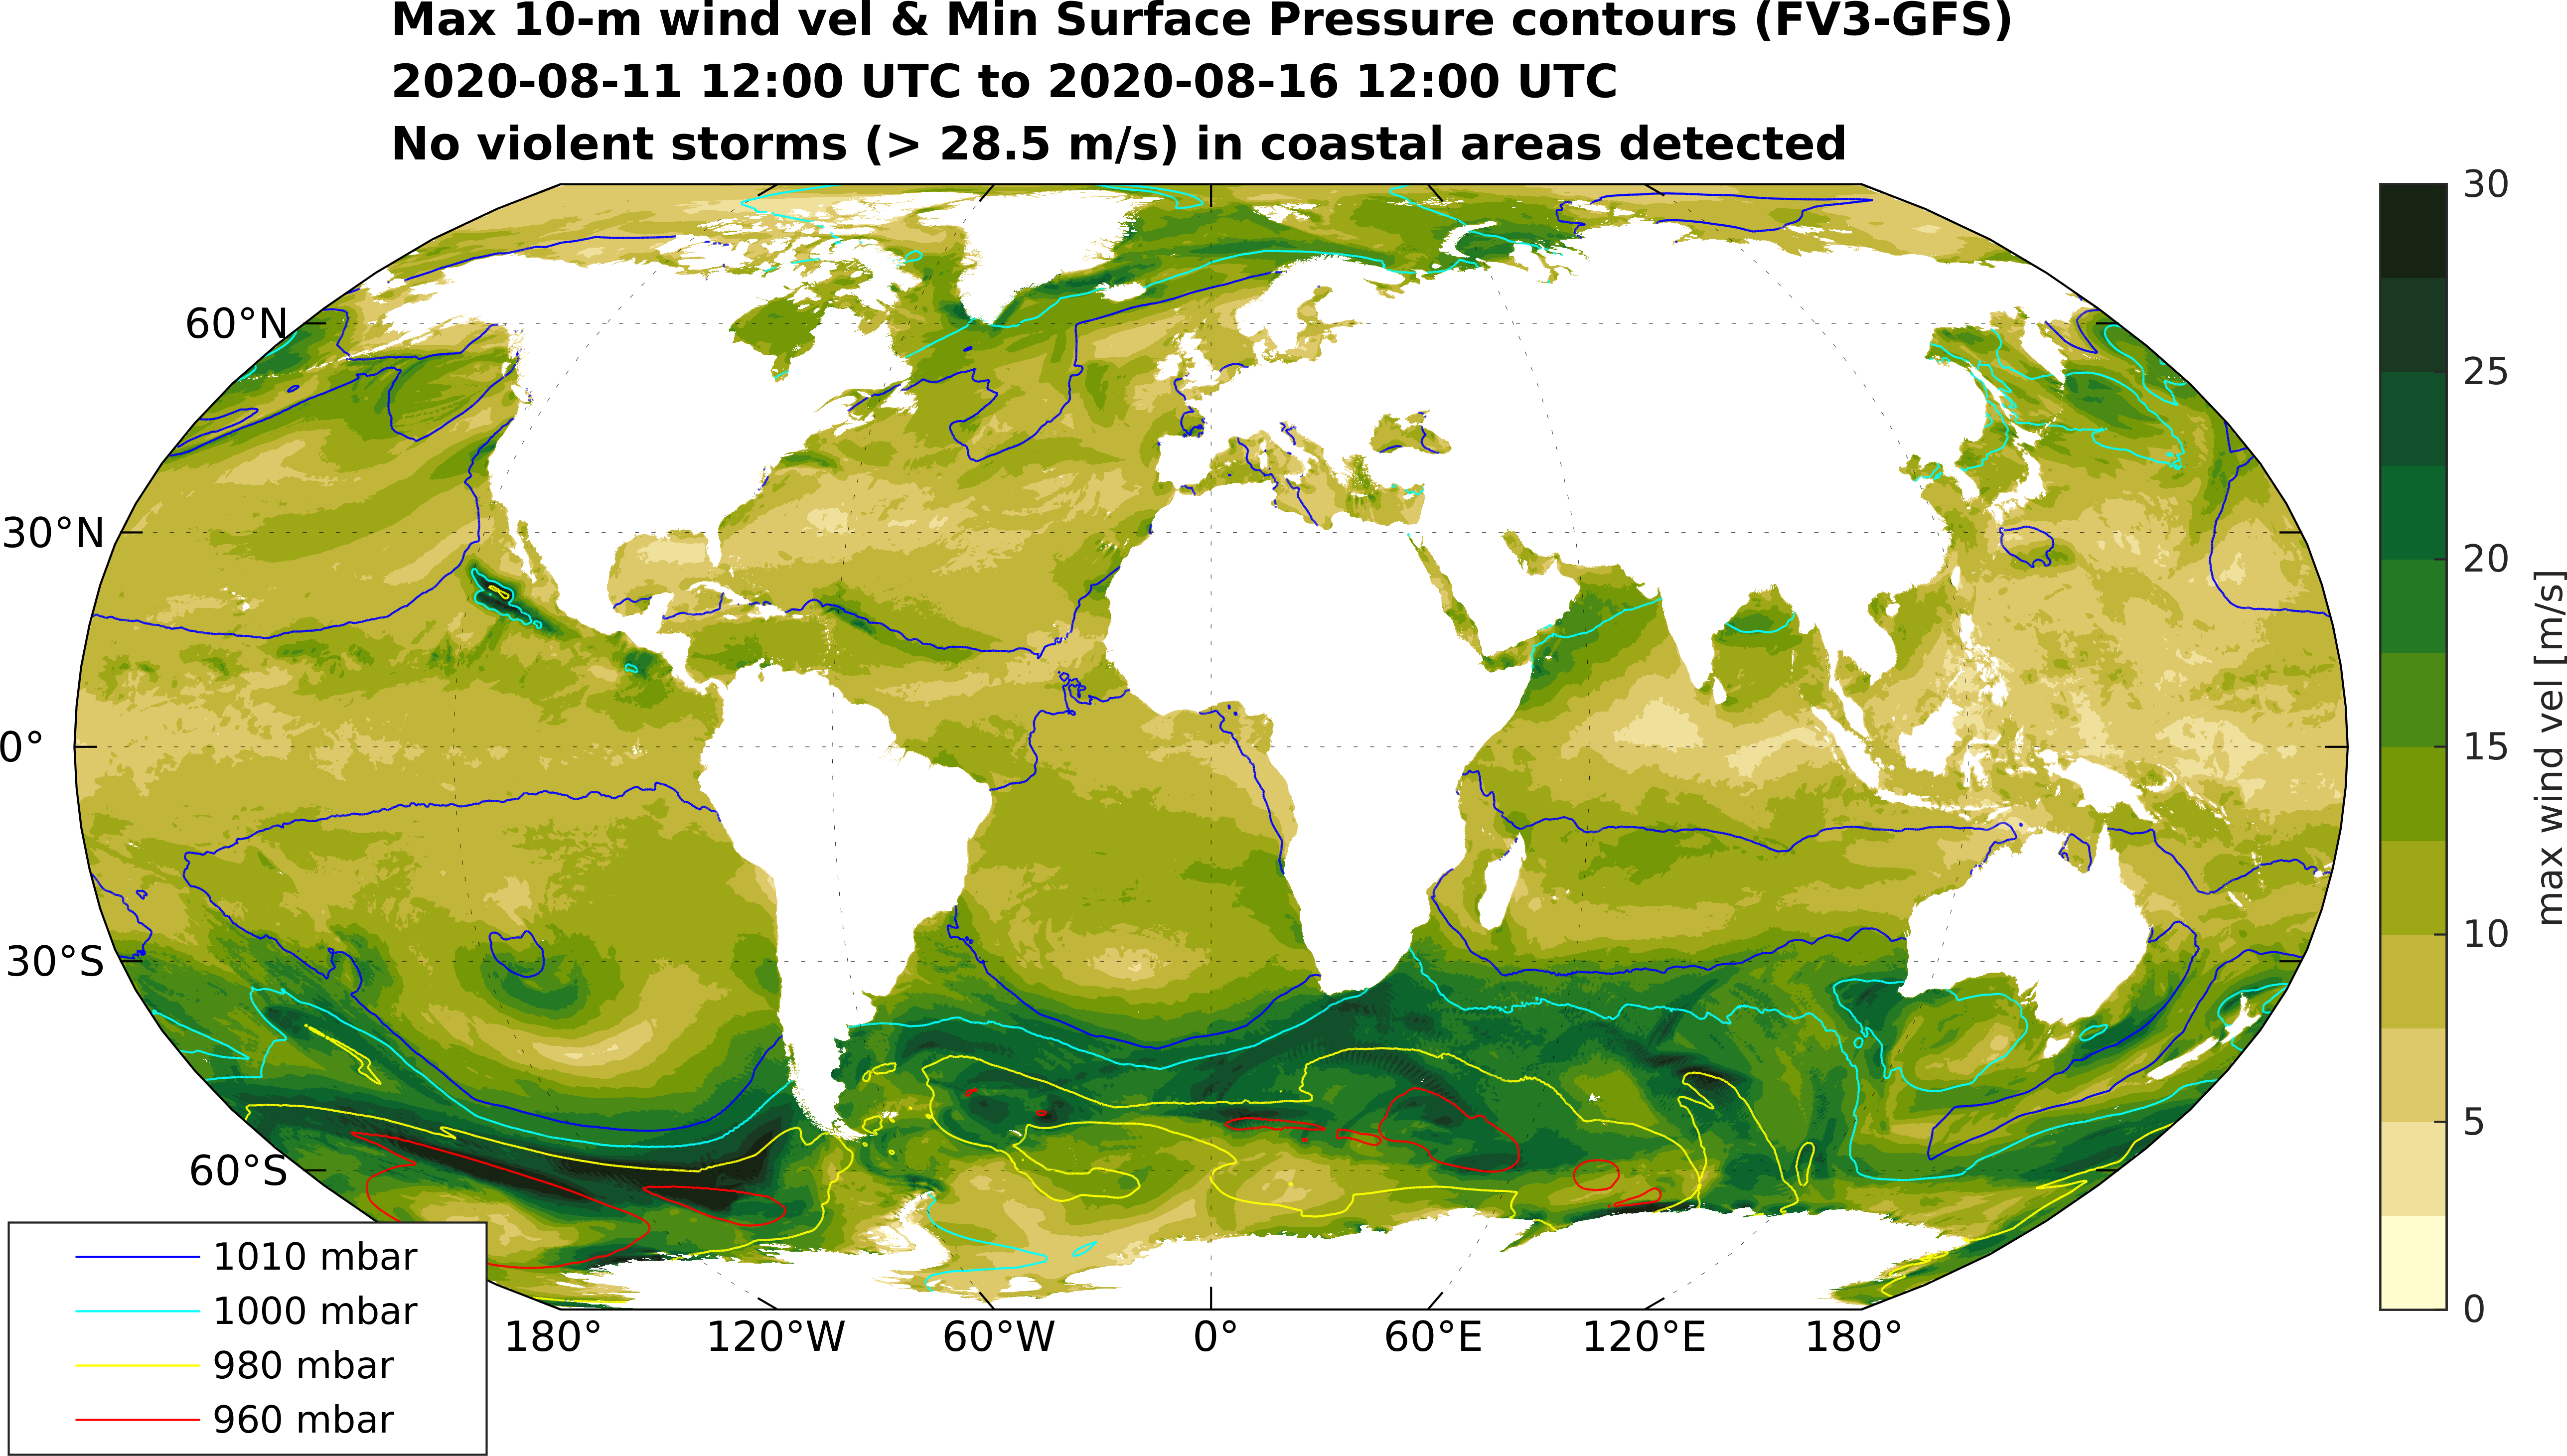 Max 10-m wind vel & Min Surface Pressure contours (FV3-GFS)
2020-08-11 12:00 UTC to 2020-08-16 12:00 UTC
No violent storms (> 28.5 m/s) in coastal areas detected
60°N
30°N
0°
30°S
60°S
180°
120°W
60°W
0°
60°E
120°E
180°
1010 mbar
1000 mbar
980 mbar
960 mbar
30
25
20
15
10
5
0
max wind vel [m/s]